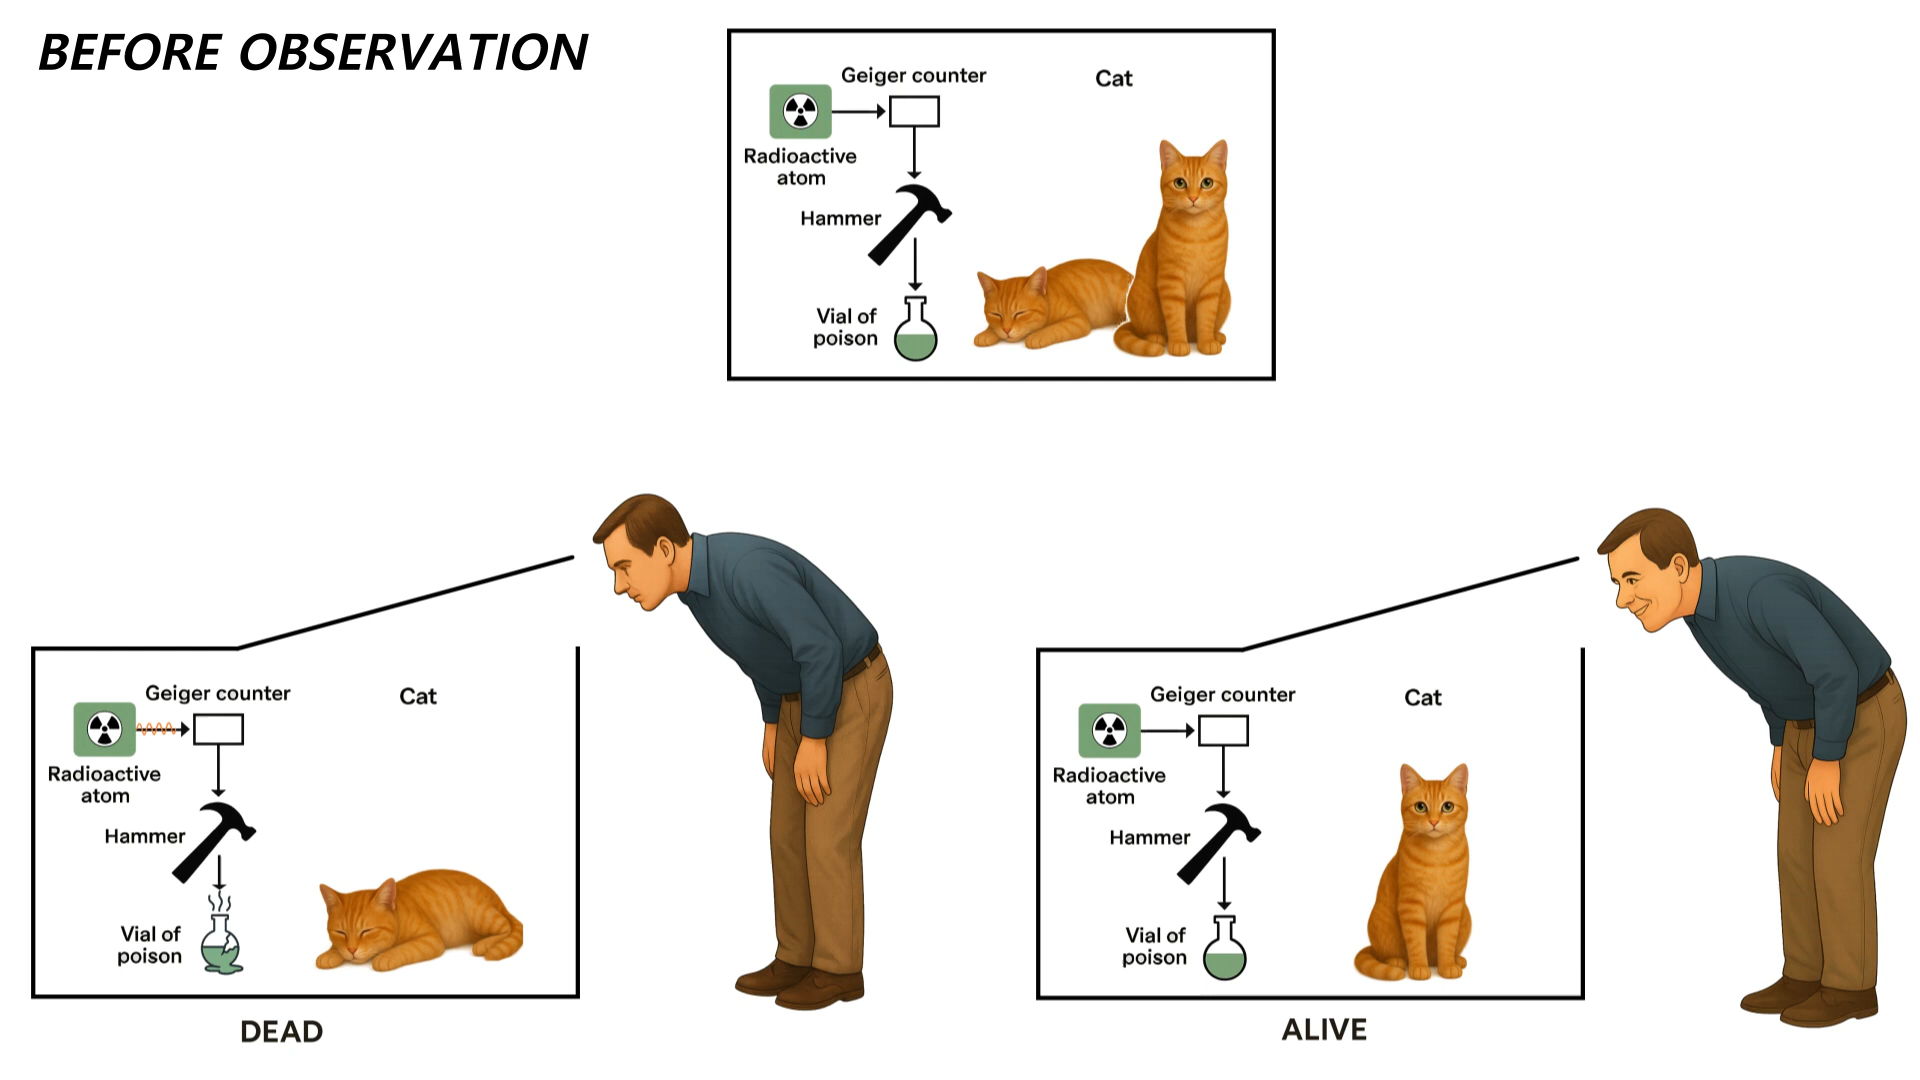 BEFORE OBSERVATION
Geiger counter
Cat
Radioactive
atom
Hammer
Vial of
poison
Geiger counter
Cat
Radioactive
atom
Hammer
Vial of
poison
DEAD
Geiger counter
Cat
Radioactive
atom
Hammer
Vial of
poison
ALIVE